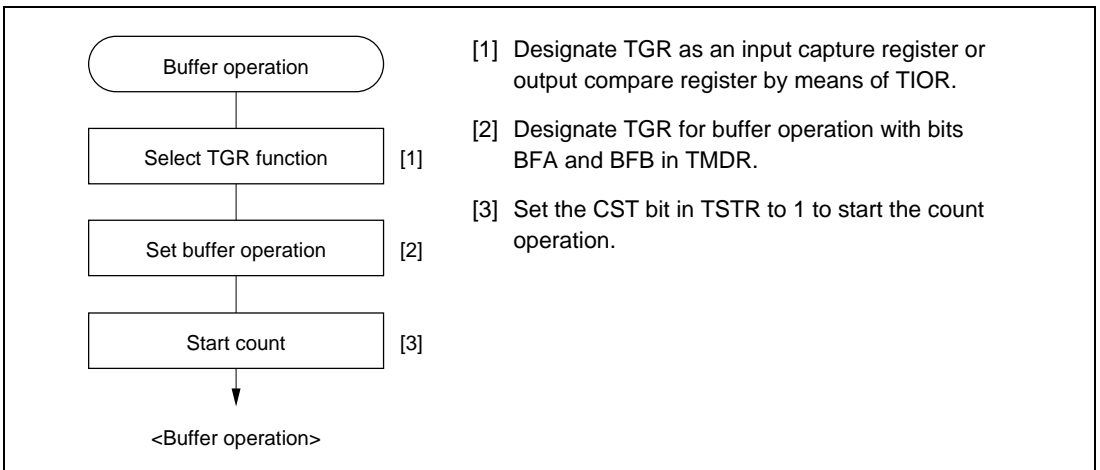 Buffer operation
Select TGR function
[1]
Set buffer operation
[2]
Start count
[3]
<Buffer operation>
[1] Designate TGR as an input capture register or
output compare register by means of TIOR.
[2] Designate TGR for buffer operation with bits
BFA and BFB in TMDR.
[3] Set the CST bit in TSTR to 1 to start the count
operation.